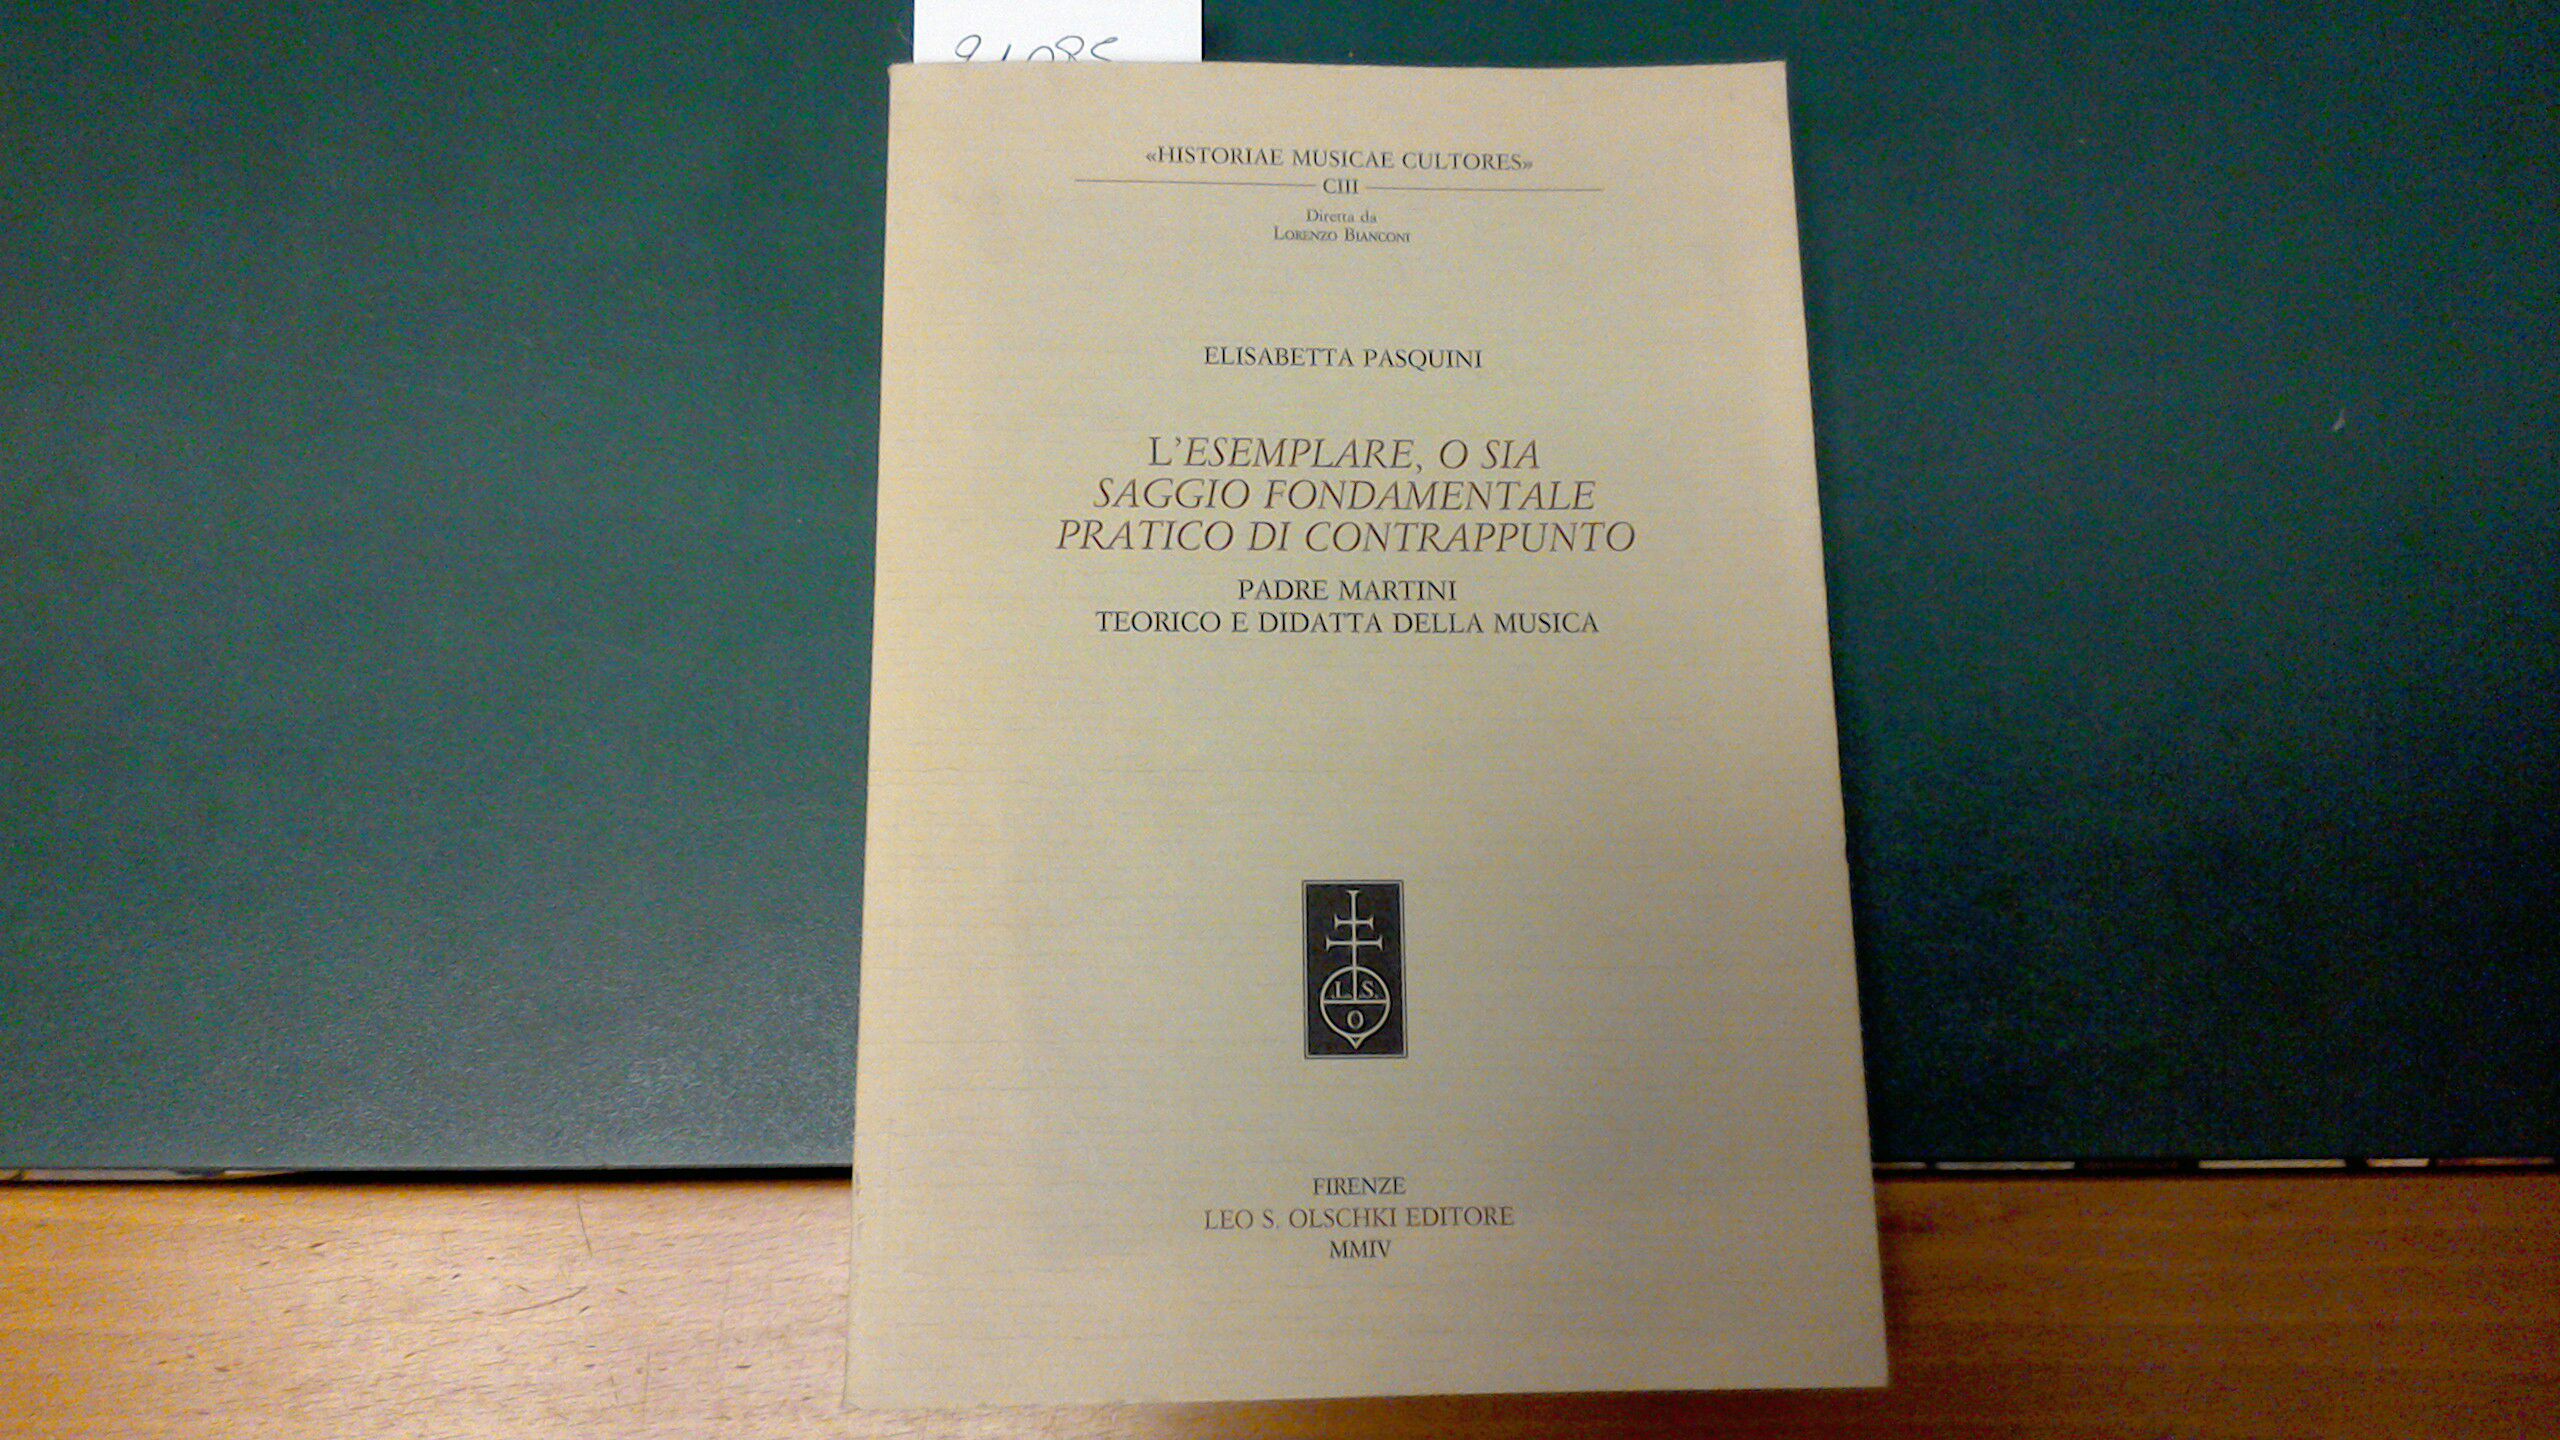 «HISTORIAE MUSICAE CULTORES»
CIII
Diretta da
LORENZO BIANCONI
ELISABETTA PASQUINI
L'ESEMPLARE, O SIA
SAGGIO FONDAMENTALE
PRATICO DI CONTRAPPUNTO
PADRE MARTINI
TEORICO E DIDATTA DELLA MUSICA
L. S.
O
FIRENZE
LEO S. OLSCHKI EDITORE
MMIV